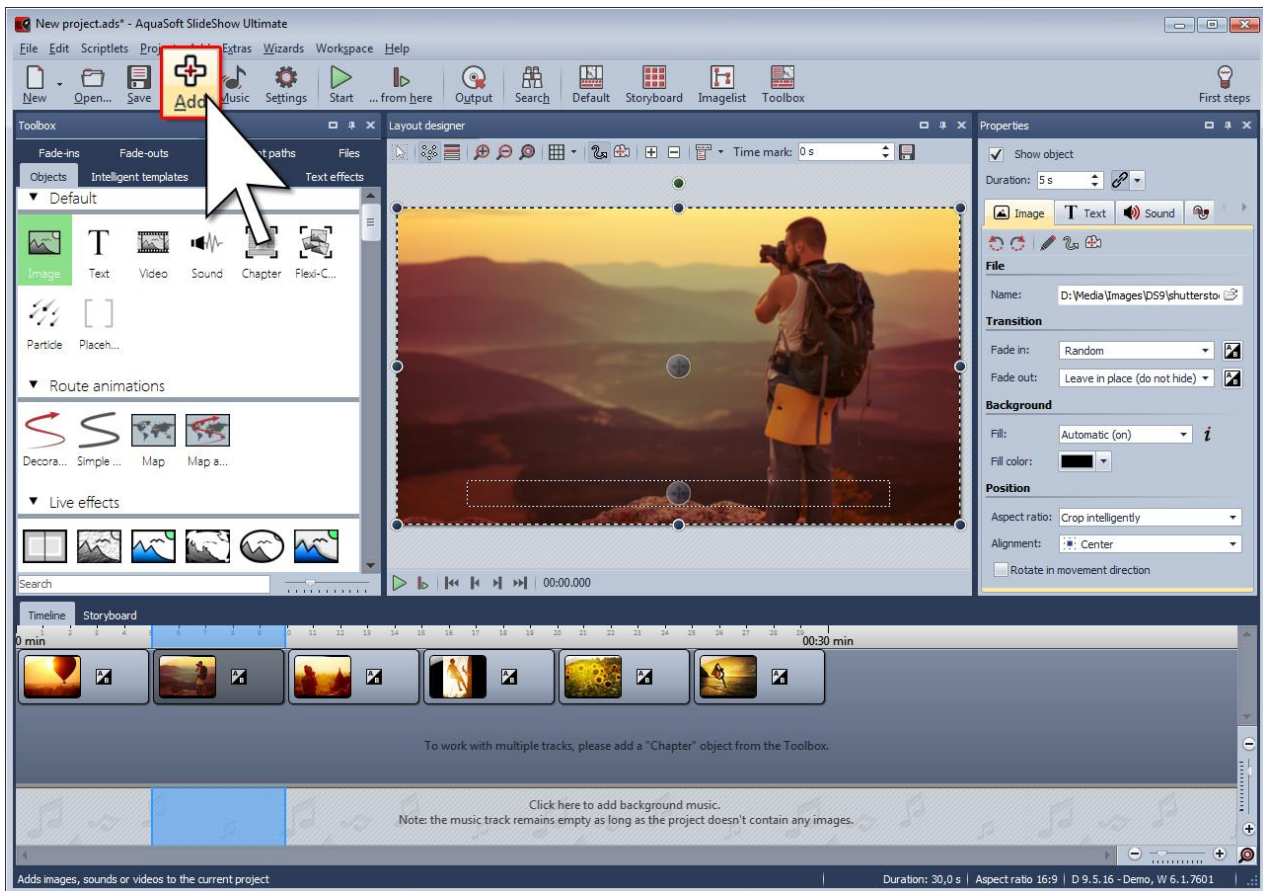 New project.ads* - AquaSoft SlideShow Ultimate
File Edit Scriptlets Extras Wizards Workspace Help
New Open... Save Add Music Settings Start ...from here Output Search Default Storyboard Imagelist Toolbox First steps
Toolbox
Fade-ins Fade-outs paths Files
Objects Intelligent templates Text effects
Default
Image Text Video Sound Chapter Flexi-C...
Particle Placeh...
Route animations
Decora... Simple ... Map Map a...
Live effects
Search
Layout designer
Time mark: 0 s
00:00.000
Properties
Show object
Duration: 5 s
Image Text Sound
File
Name: D:\Media\Images\DS9\shuttersto
Transition
Fade in: Random
Fade out: Leave in place (do not hide)
Background
Fill: Automatic (on)
Fill color:
Position
Aspect ratio: Crop intelligently
Alignment: Center
Rotate in movement direction
Timeline Storyboard
0 min 00:30 min
To work with multiple tracks, please add a "Chapter" object from the Toolbox.
Click here to add background music.
Note: the music track remains empty as long as the project doesn't contain any images.
Adds images, sounds or videos to the current project
Duration: 30,0 s Aspect ratio 16:9 D 9.5.16 - Demo, W 6.1.7601